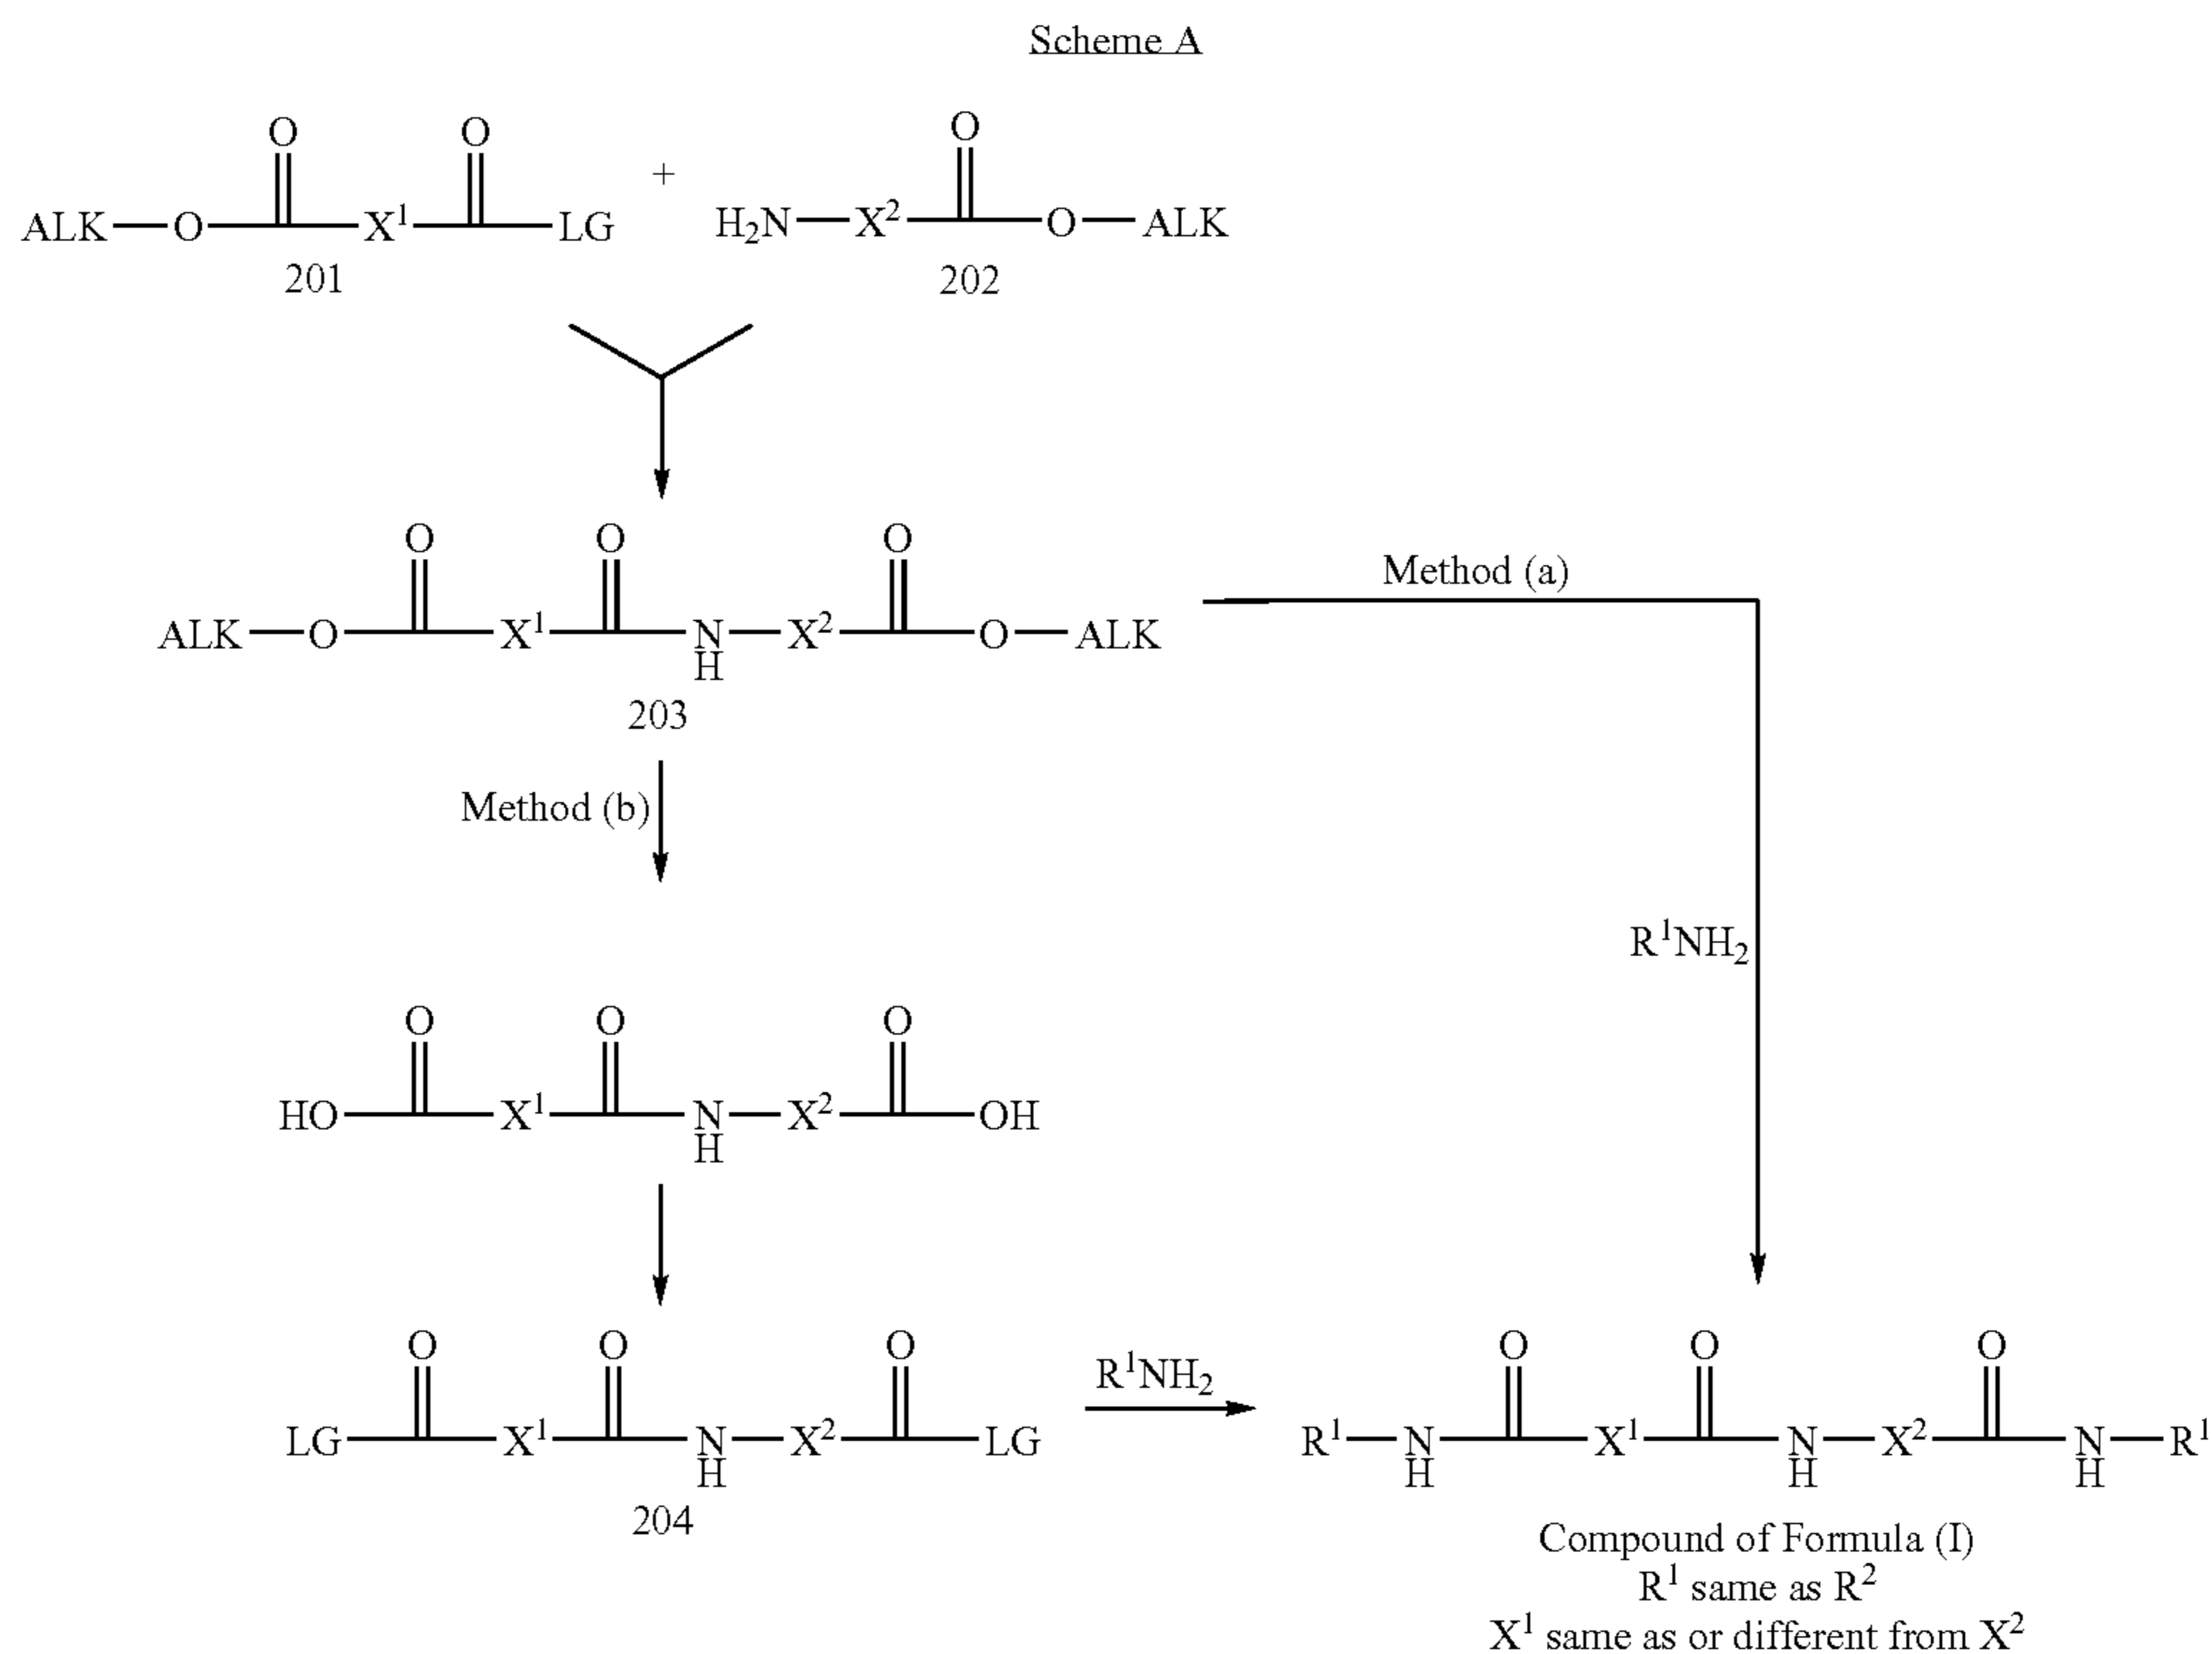 Scheme A
O O O
+
ALK—O—X¹—LG H₂N—X²—O—ALK
201 202
O O O
Method (a)
ALK—O—X¹—N—X²—O—ALK
H
203
Method (b)
R¹NH₂
O O O
HO—X¹—N—X²—OH
H
O O O O O O
R¹NH₂
LG—X¹—N—X²—LG R¹—N—X¹—N—X²—N—R¹
H H H H
204
Compound of Formula (I)
R¹ same as R²
X¹ same as or different from X²